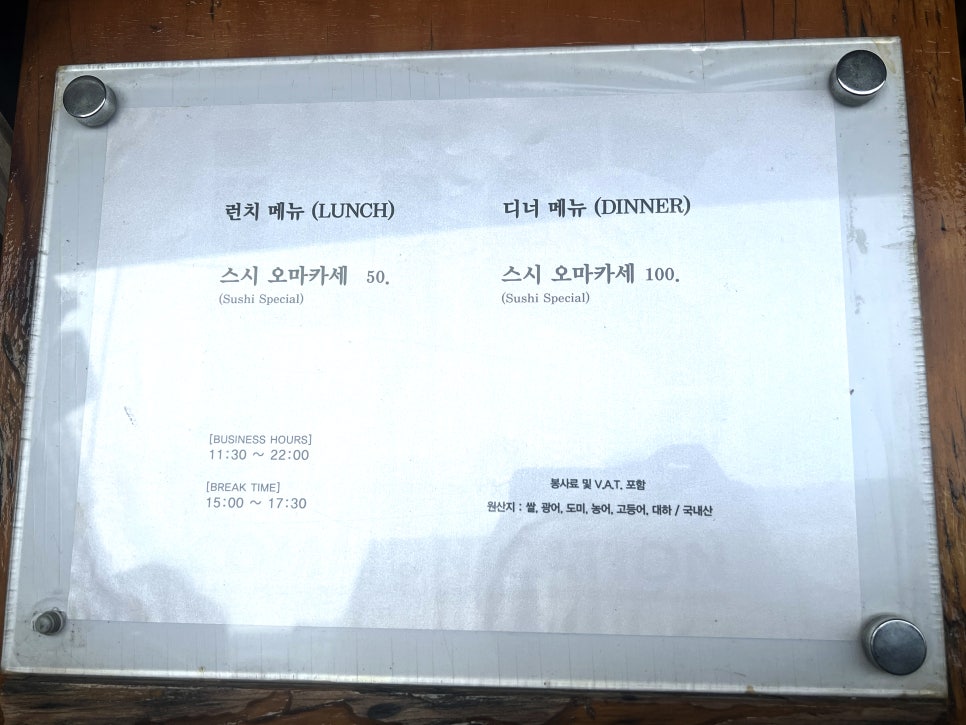 런치 메뉴 (LUNCH)
스시 오마카세 50.
(Sushi Special)
디너 메뉴 (DINNER)
스시 오마카세 100.
(Sushi Special)
[BUSINESS HOURS]
11:30 ~ 22:00
[BREAK TIME]
15:00 ~ 17:30
봉사료 및 V.A.T. 포함
원산지 : 쌀, 광어, 도미, 농어, 고등어, 대하 / 국내산